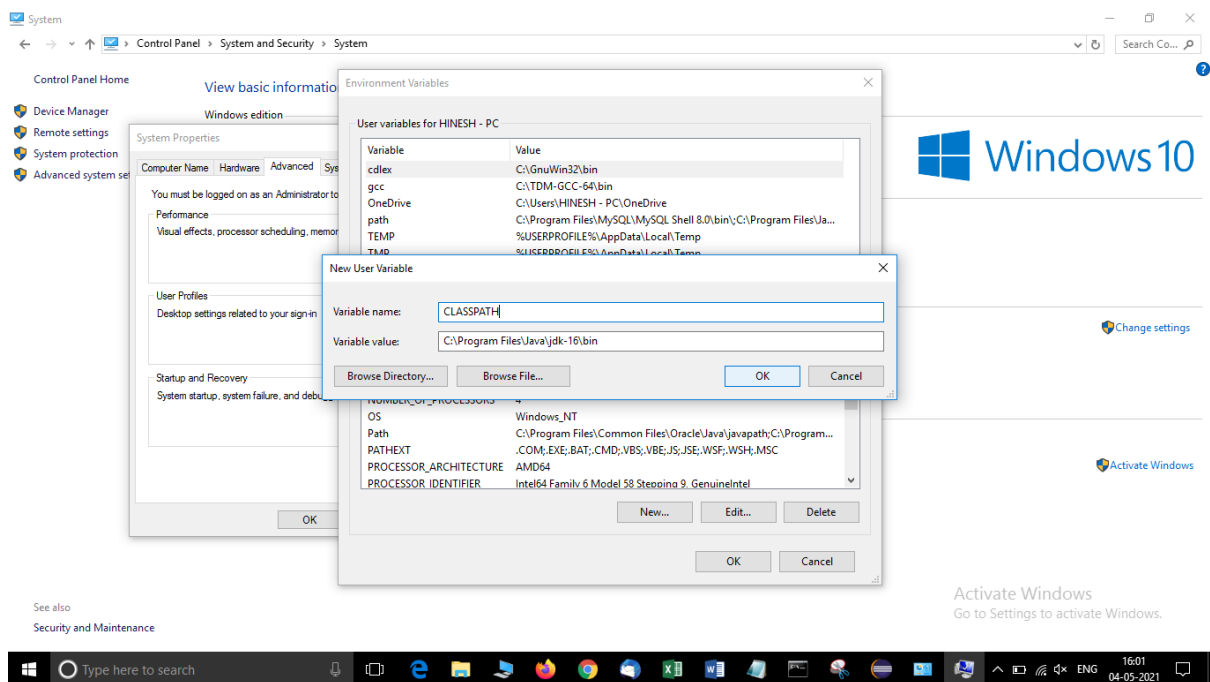 System
Control Panel > System and Security > System
Search Co...
Control Panel Home
Device Manager
Remote settings
System protection
Advanced system set
View basic informatio
Windows edition
Windows 10
Change settings
Activate Windows
See also
Security and Maintenance
System Properties
Computer Name Hardware Advanced Sys
You must be logged on as an Administrator to
Performance
Visual effects, processor scheduling, memor
User Profiles
Desktop settings related to your sign-in
Startup and Recovery
System startup, system failure, and debu
OK
Environment Variables
User variables for HINESH - PC
Variable Value
cdlex C:\GnuWin32\bin
gcc C:\TDM-GCC-64\bin
OneDrive C:\Users\HINESH - PC\OneDrive
path C:\Program Files\MySQL\MySQL Shell 8.0\bin\;C:\Program Files\Ja...
TEMP %USERPROFILE%\AppData\Local\Temp
TMP %USERPROFILE%\AppData\Local\Temp
New User Variable
Variable name: CLASSPATH
Variable value: C:\Program Files\Java\jdk-16\bin
Browse Directory... Browse File... OK Cancel
NUMBER_OF_PROCESSORS 4
OS Windows_NT
Path C:\Program Files\Common Files\Oracle\Java\javapath;C:\Program...
PATHEXT .COM;.EXE;.BAT;.CMD;.VBS;.VBE;.JS;.JSE;.WSF;.WSH;.MSC
PROCESSOR_ARCHITECTURE AMD64
PROCESSOR_IDENTIFIER Intel64 Family 6 Model 58 Stepping 9, GenuineIntel
New... Edit... Delete
OK Cancel
Activate Windows
Go to Settings to activate Windows.
Type here to search
ENG
16:01
04-05-2021